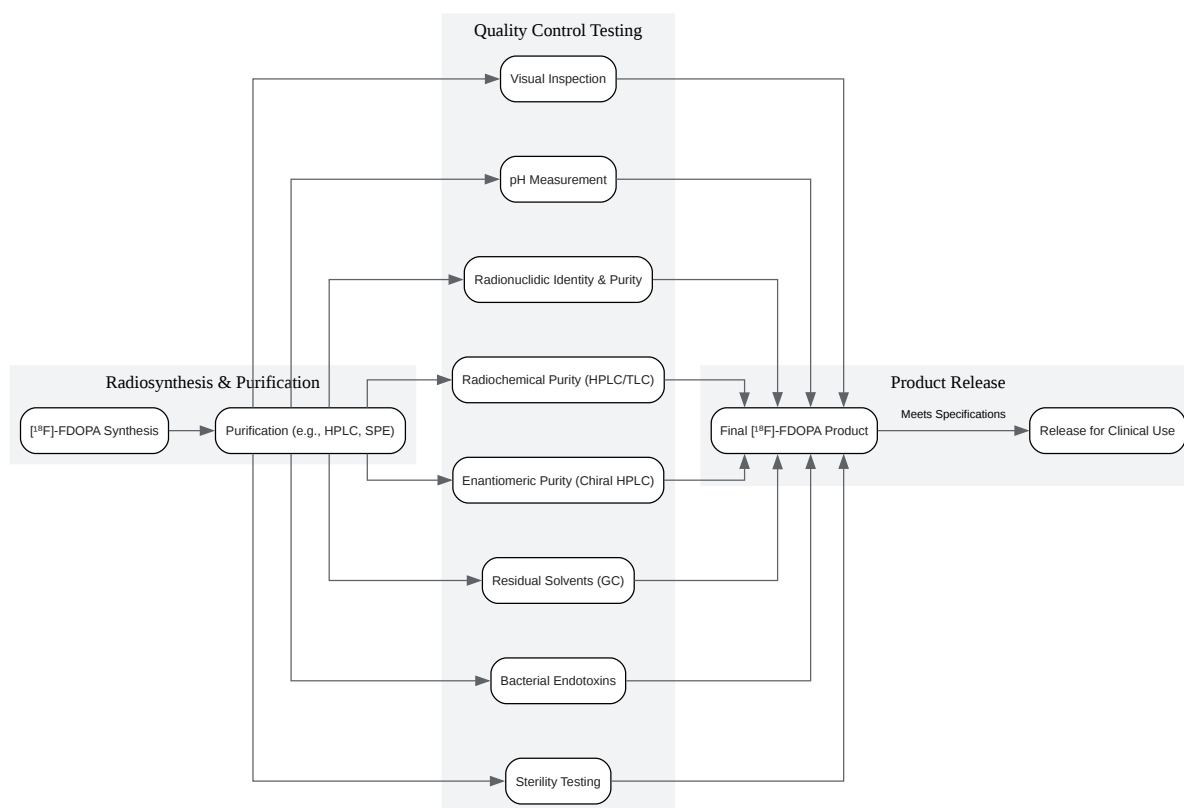 Quality Control Testing
Visual Inspection
pH Measurement
Radionuclidic Identity & Purity
Radiosynthesis & Purification
Radiochemical Purity (HPLC/TLC)
Product Release
[¹⁸F]-FDOPA Synthesis
Purification (e.g., HPLC, SPE)
Final [¹⁸F]-FDOPA Product
Meets Specifications
Release for Clinical Use
Enantiomeric Purity (Chiral HPLC)
Residual Solvents (GC)
Bacterial Endotoxins
Sterility Testing